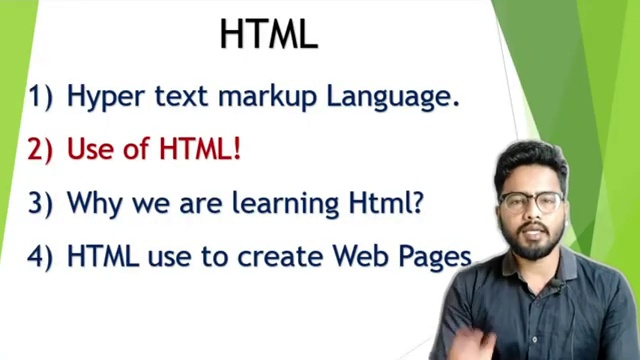 HTML
1) Hyper text markup Language.
2) Use of HTML!
3) Why we are learning Html?
4) HTML use to create Web Pages